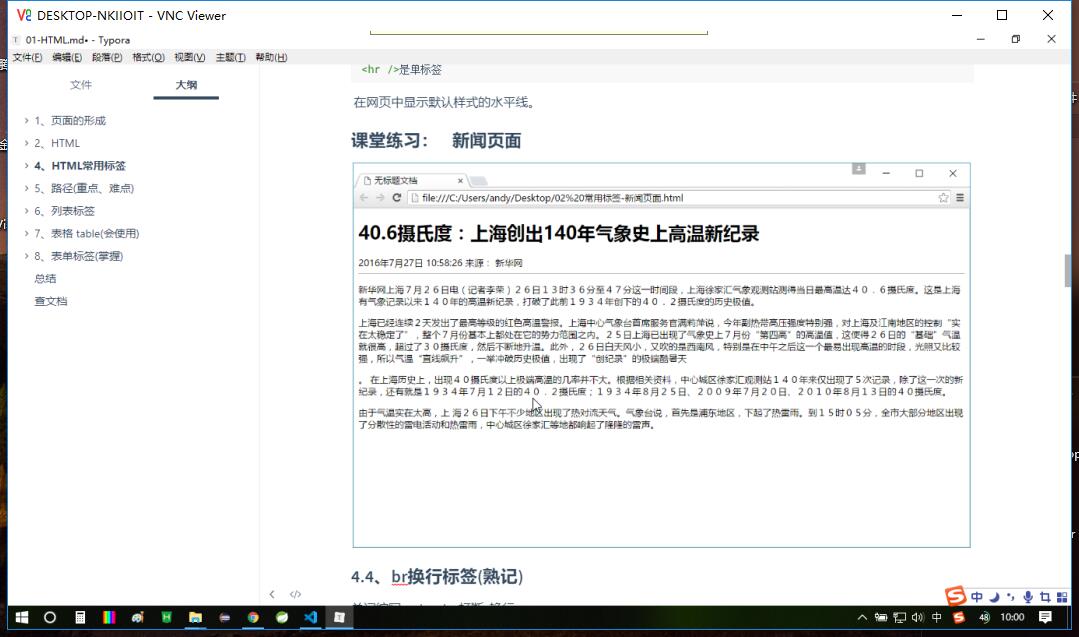 DESKTOP-NKIIOIT - VNC Viewer
01-HTML.md• - Typora
文件(F) 编辑(E) 段落(P) 格式(O) 视图(V) 主题(T) 帮助(H)
文件 大纲
1、页面的形成
2、HTML
4、HTML常用标签
5、路径(重点、难点)
6、列表标签
7、表格 table(会使用)
8、表单标签(掌握)
总结
查文档
<hr />是单标签
在网页中显示默认样式的水平线。
课堂练习： 新闻页面
无标题文档
file:///C:/Users/andy/Desktop/02%20常用标签-新闻页面.html
40.6摄氏度：上海创出140年气象史上高温新纪录
2016年7月27日 10:58:26 来源： 新华网
新华网上海７月２６日电（记者李荣）２６日１３时３６分至４７分这一时间段，上海徐家汇气象观测站测得当日最高温达４０．６摄氏度。这是上海
有气象记录以来１４０年的高温新纪录，打破了此前１９３４年创下的４０．２摄氏度的历史极值。
上海已经连续２天发出了最高等级的红色高温警报。上海中心气象台首席服务官满莉萍说，今年副热带高压强度特别强，对上海及江南地区的控制“实
在太稳定了”，整个７月份基本上都处在它的势力范围之内。２５日上海已出现了气象史上７月份“第四高”的高温值，这使得２６日的“基础”气温
就很高，超过了３０摄氏度，然后不断地升温。此外，２６日白天风小，又吹的是西南风，特别是在中午之后这一个最易出现高温的时段，光照又比较
强，所以气温“直线飙升”，一举冲破历史极值，出现了“创纪录”的极端酷暑天
。 在上海历史上，出现４０摄氏度以上极端高温的几率并不大。根据相关资料，中心城区徐家汇观测站１４０年来仅出现了５次记录，除了这一次的新
纪录，还有就是１９３４年７月１２日的４０．２摄氏度；１９３４年８月２５日、２００９年７月２０日、２０１０年８月１３日的４０摄氏度。
由于气温实在太高，上 海２６日下午不少地区出现了热对流天气。气象台说，首先是浦东地区，下起了热雷雨。到１５时０５分，全市大部分地区出现
了分散性的雷电活动和热雷雨，中心城区徐家汇等地都响起了隆隆的雷声。
4.4、br换行标签(熟记)
中
中 48 10:00